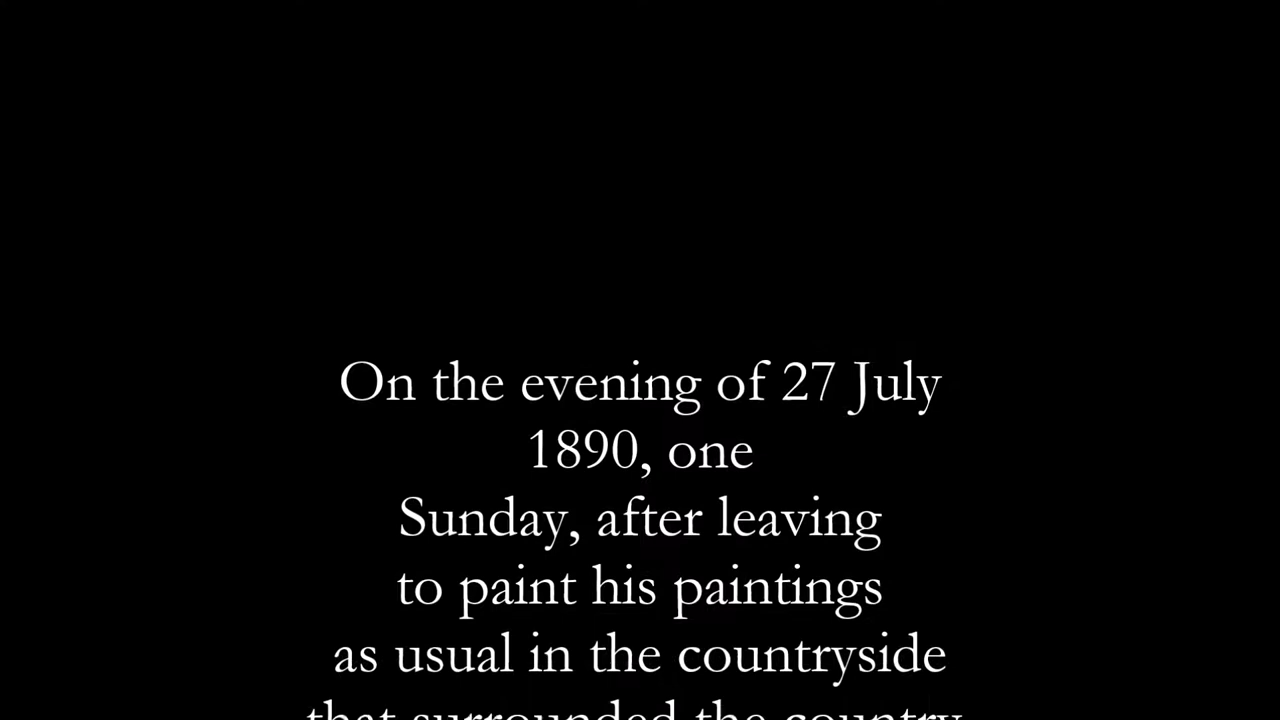 On the evening of 27 July
1890, one
Sunday, after leaving
to paint his paintings
as usual in the countryside
that surrounded the country